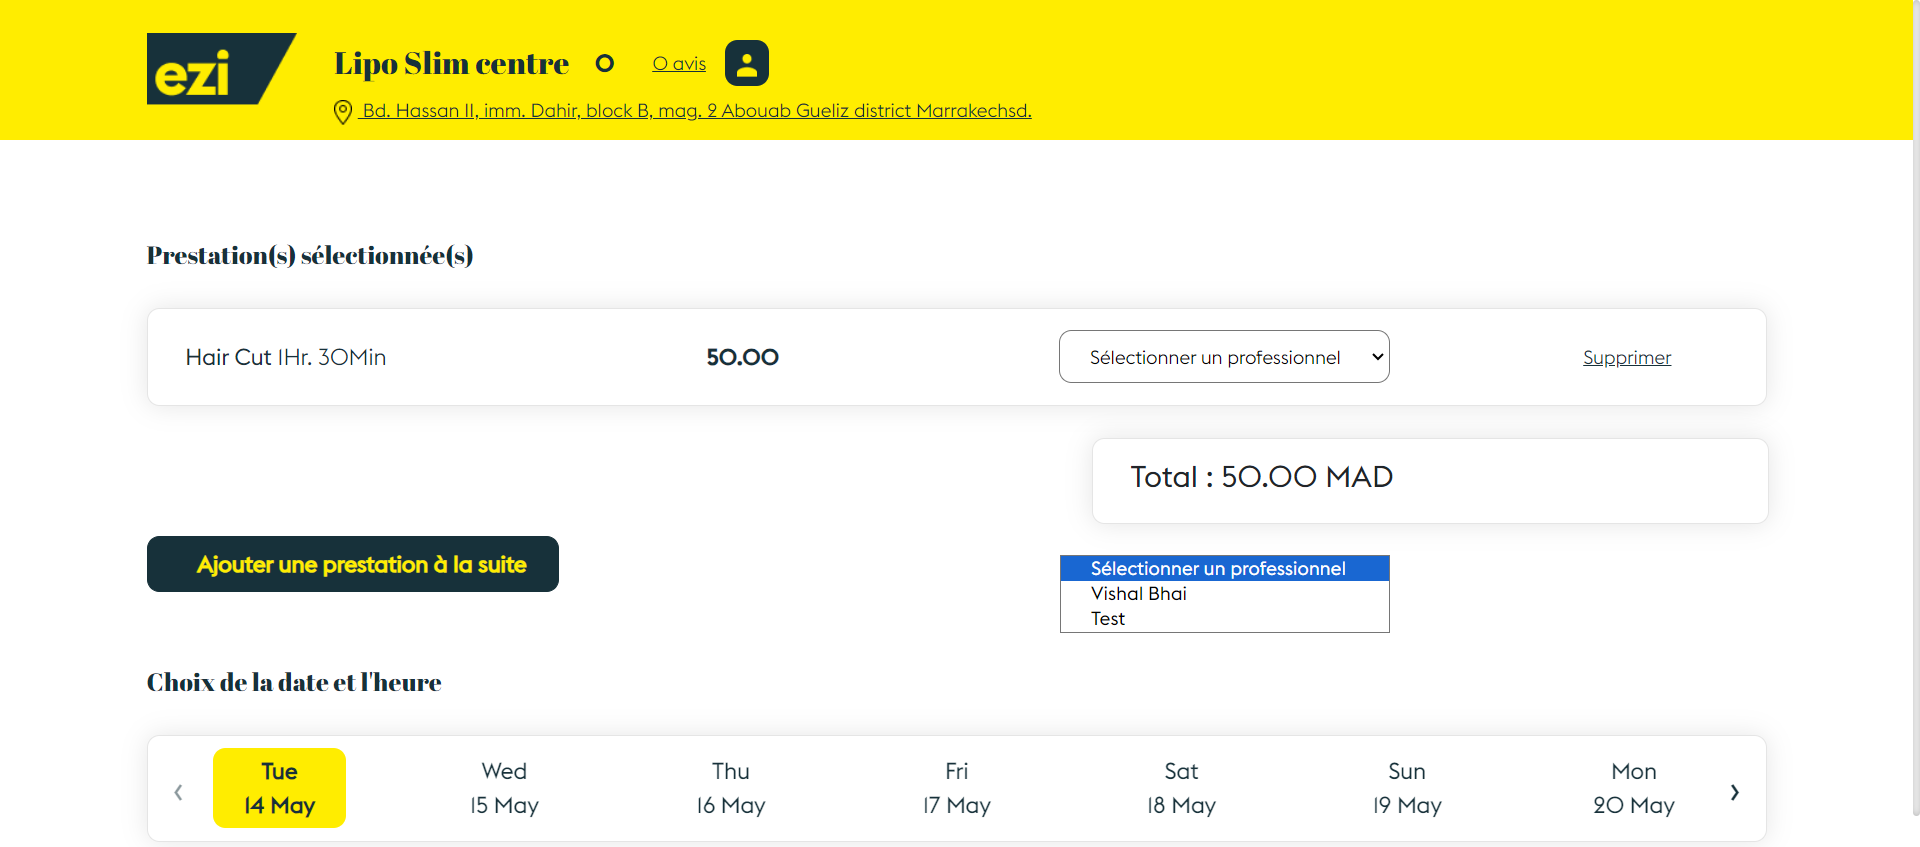 ezi
Lipo Slim centre 0 0 avis
Bd. Hassan II, imm. Dahir, block B, mag. 2 Abouab Gueliz district Marrakechsd.
Prestation(s) sélectionnée(s)
Hair Cut 1Hr. 30Min 50.00 Sélectionner un professionnel Supprimer
Total : 50.00 MAD
Ajouter une prestation à la suite
Sélectionner un professionnel
Vishal Bhai
Test
Choix de la date et l'heure
‹ Tue Wed Thu Fri Sat Sun Mon ›
14 May 15 May 16 May 17 May 18 May 19 May 20 May